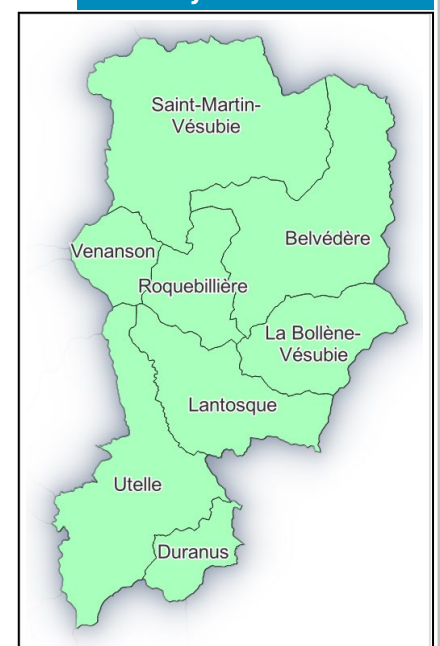 Saint-Martin-
Vésubie
Belvédère
Venanson
Roquebillière
La Bollène-
Vésubie
Lantosque
Utelle
Duranus